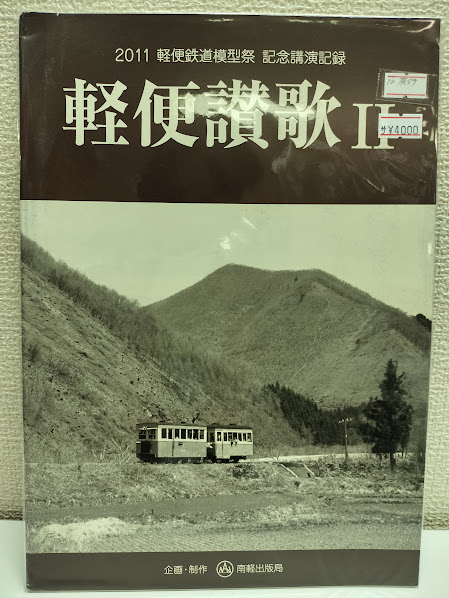 2011 軽便鉄道模型祭 記念講演記録
軽便讃歌 II
サ¥4000
企画・制作 南軽出版局